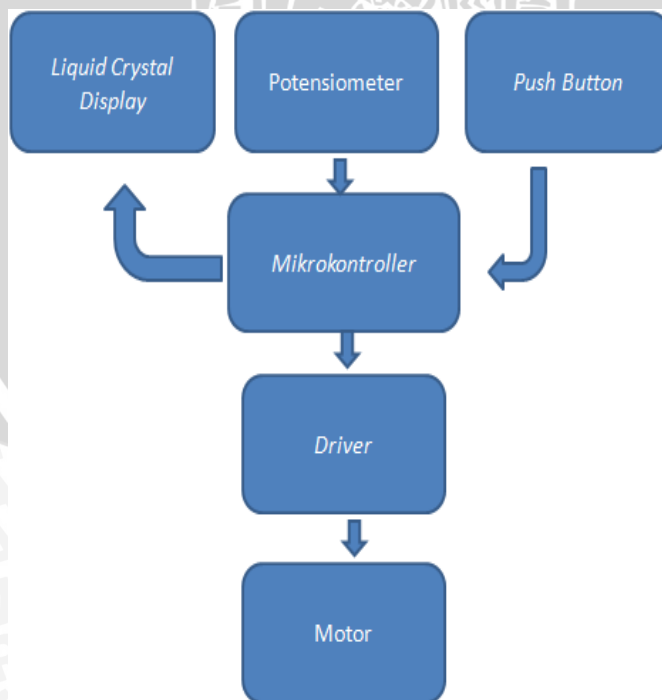 Liquid Crystal
Display
Potensiometer
Push Button
Mikrokontroller
Driver
Motor